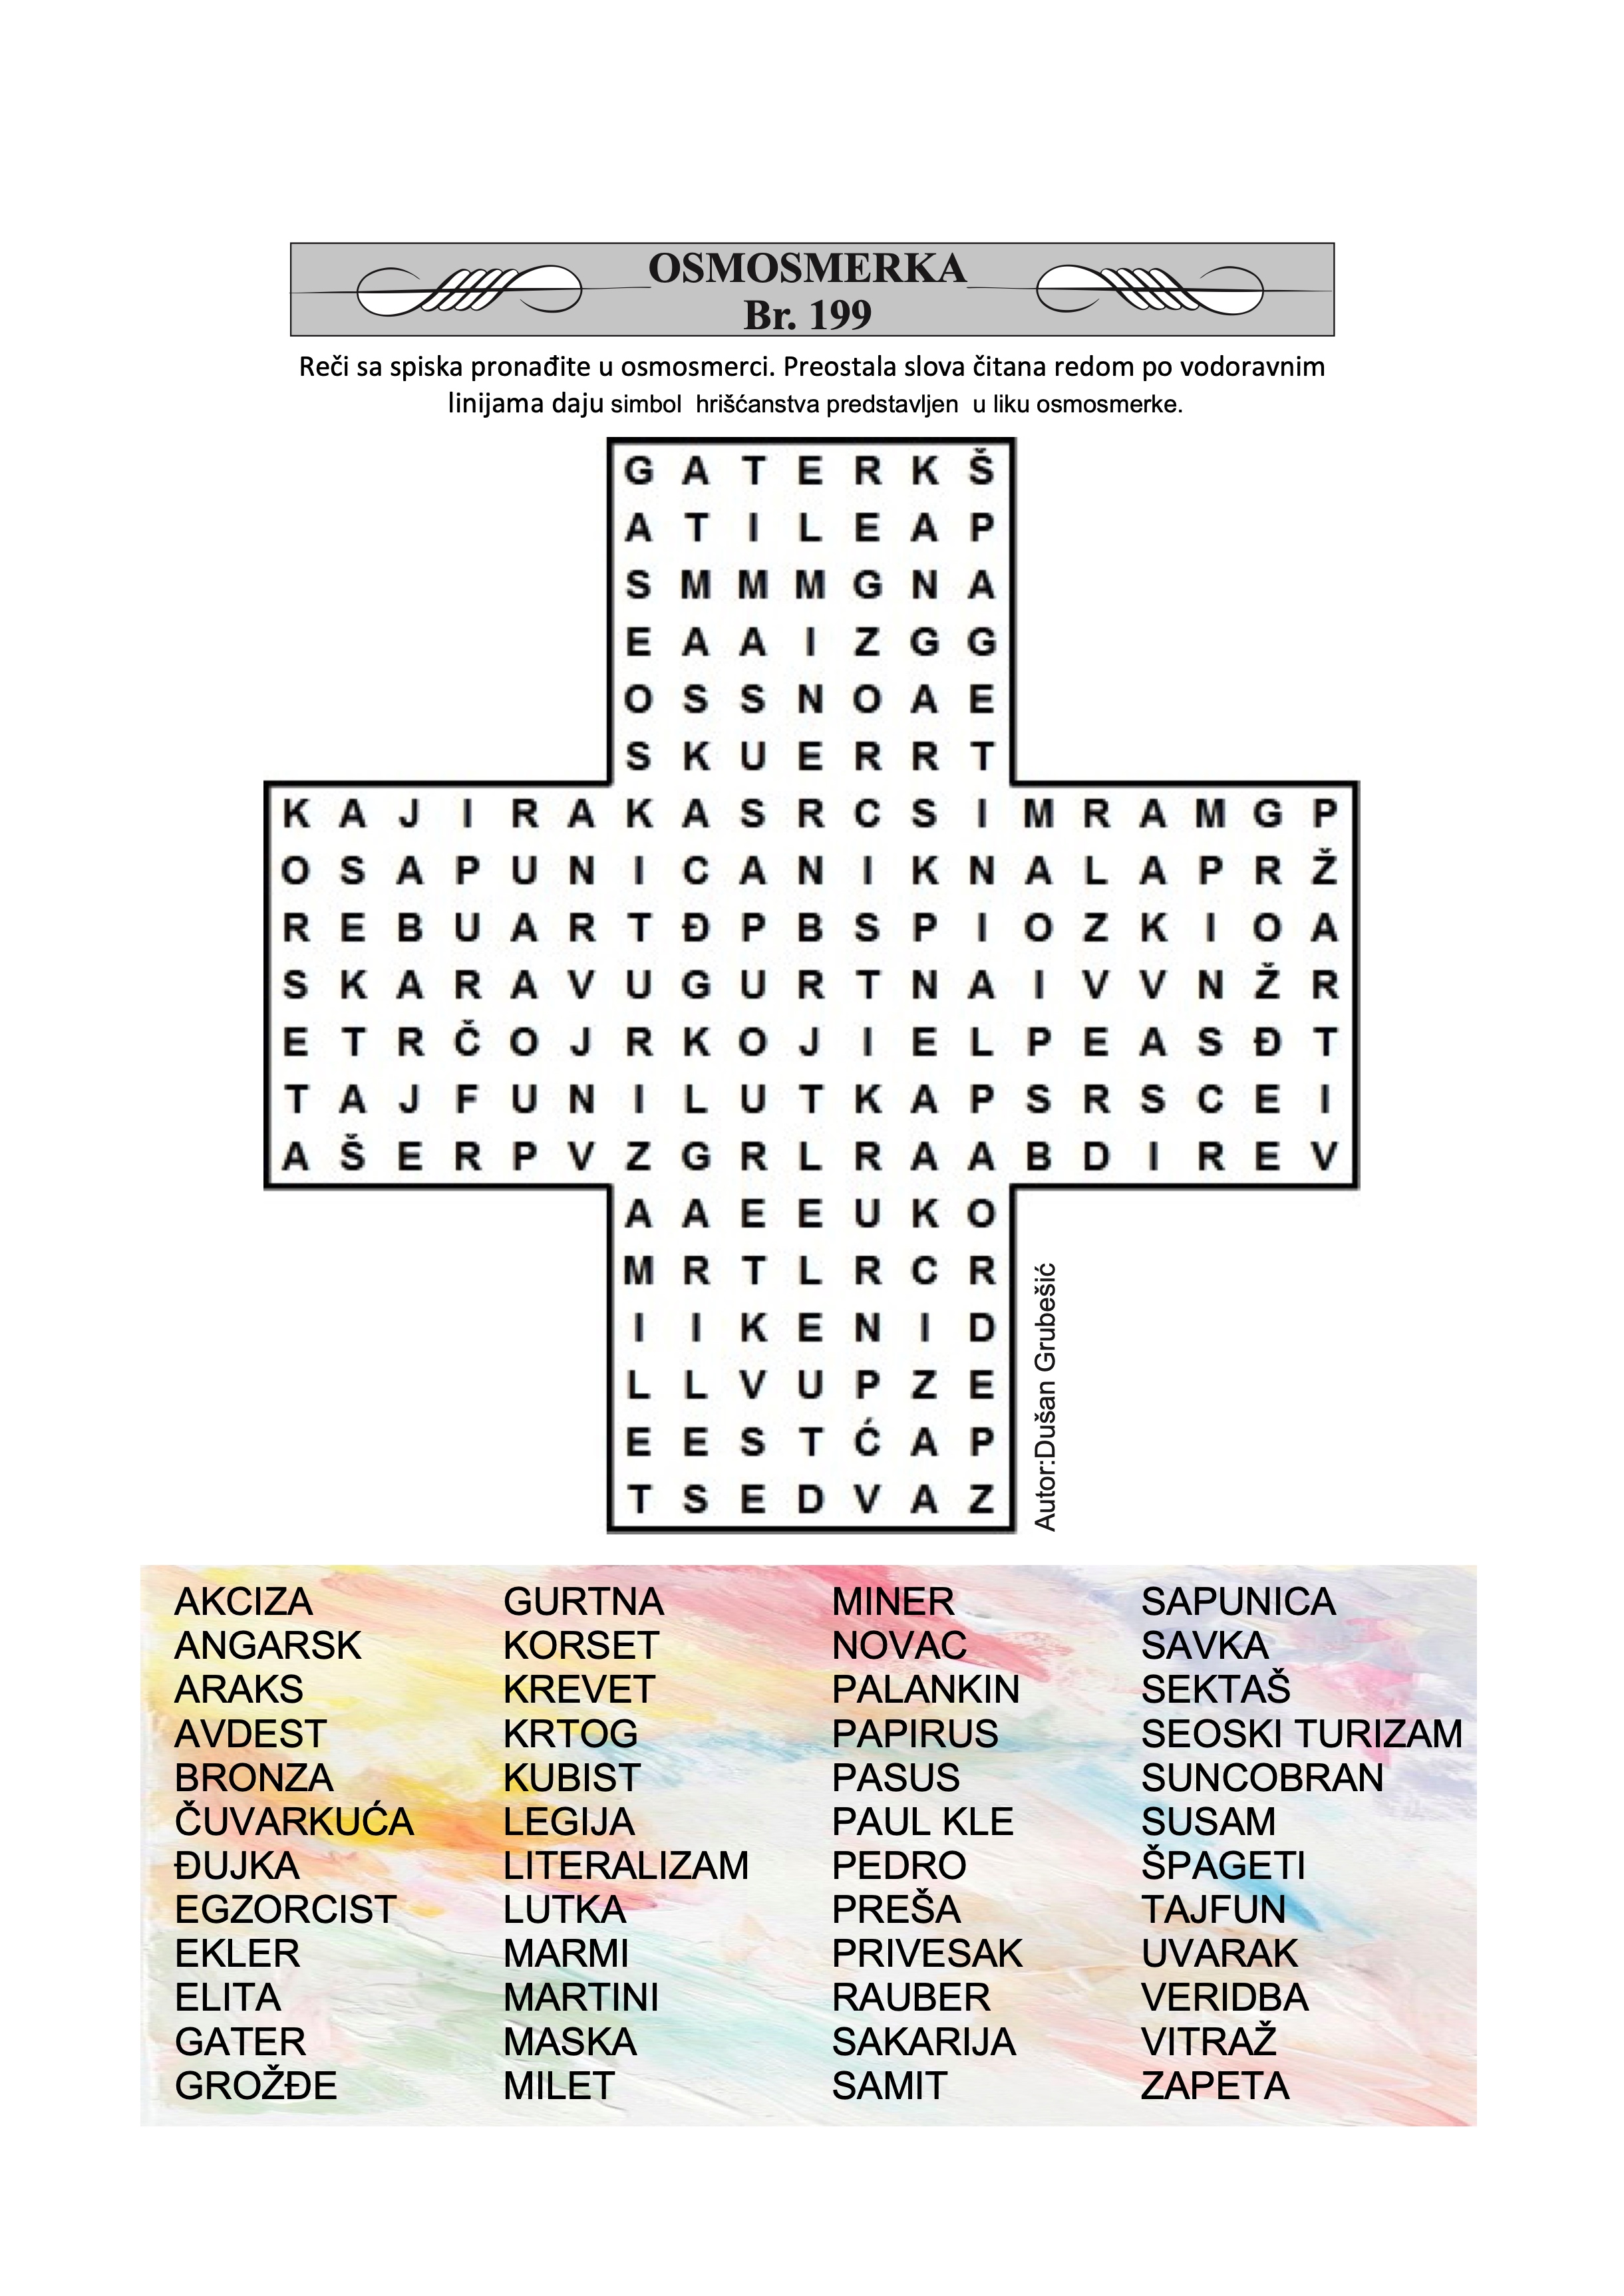 OSMOSMERKA
Br. 199
Reči sa spiska pronađite u osmosmerci. Preostala slova čitana redom po vodoravnim
linijama daju simbol hrišćanstva predstavljen u liku osmosmerke.
G A T E R K Š
A T I L E A P
S M M M G N A
E A A I Z G G
O S S N O A E
S K U E R R T
K A J I R A K A S R C S I M R A M G P
O S A P U N I C A N I K N A L A P R Ž
R E B U A R T Đ P B S P I O Z K I O A
S K A R A V U G U R T N A I V V N Ž R
E T R Č O J R K O J I E L P E A S Đ T
T A J F U N I L U T K A P S R S C E I
A Š E R P V Z G R L R A A B D I R E V
A A E E U K O
M R T L R C R
I I K E N I D
L L V U P Z E
E E S T Ć A P
T S E D V A Z
Autor:Dušan Grubešić
AKCIZA GURTNA MINER SAPUNICA
ANGARSK KORSET NOVAC SAVKA
ARAKS KREVET PALANKIN SEKTAŠ
AVDEST KRTOG PAPIRUS SEOSKI TURIZAM
BRONZA KUBIST PASUS SUNCOBRAN
ČUVARKUĆA LEGIJA PAUL KLE SUSAM
ĐUJKA LITERALIZAM PEDRO ŠPAGETI
EGZORCIST LUTKA PREŠA TAJFUN
EKLER MARMI PRIVESAK UVARAK
ELITA MARTINI RAUBER VERIDBA
GATER MASKA SAKARIJA VITRAŽ
GROŽĐE MILET SAMIT ZAPETA